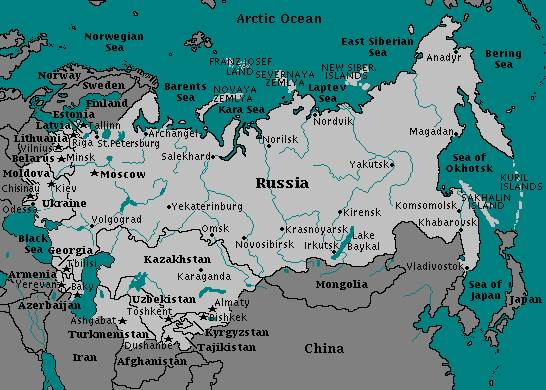 Arctic Ocean
Norwegian
Sea
East Siberian
Sea
Bering
Sea
Anadyr
FRANZ JOSEF
LAND
SEVERNAYA
ZEMLYA
NEW SIBER.
ISLANDS
Norway
Sweden
Finland
Barents
Sea
NOVAYA
ZEMLYA
Kara Sea
Laptev
Sea
Nordvik
Estonia
Latvia
Tallinn
Archangel
Magadan
Lithuania
Riga
St.Petersburg
Norilsk
Wilnius
Belarus
Minsk
Salekhard
Yakutsk
Sea of
Okhotsk
Moldova
Moscow
Russia
KURIL
ISLANDS
Chisinau
Kiev
SAKHALIN
ISLAND
Odessa
Ukraine
Yekaterinburg
Kirensk
Komsomolsk
Volgograd
Omsk
Krasnoyarsk
Khabarovsk
Black
Sea
Georgia
Novosibirsk
Irkutsk
Lake
Baykal
Tbilisi
Kazakhstan
Vladivostok
Armenia
Yerevan
Karaganda
Mongolia
Sea of
Japan
Baky
Azerbaijan
Uzbekistan
Almaty
Japan
Toshkent
Bishkek
Ashgabat
Turkmenistan
Kyrgyzstan
Dushanbe
Tajikistan
Iran
Afghanistan
China